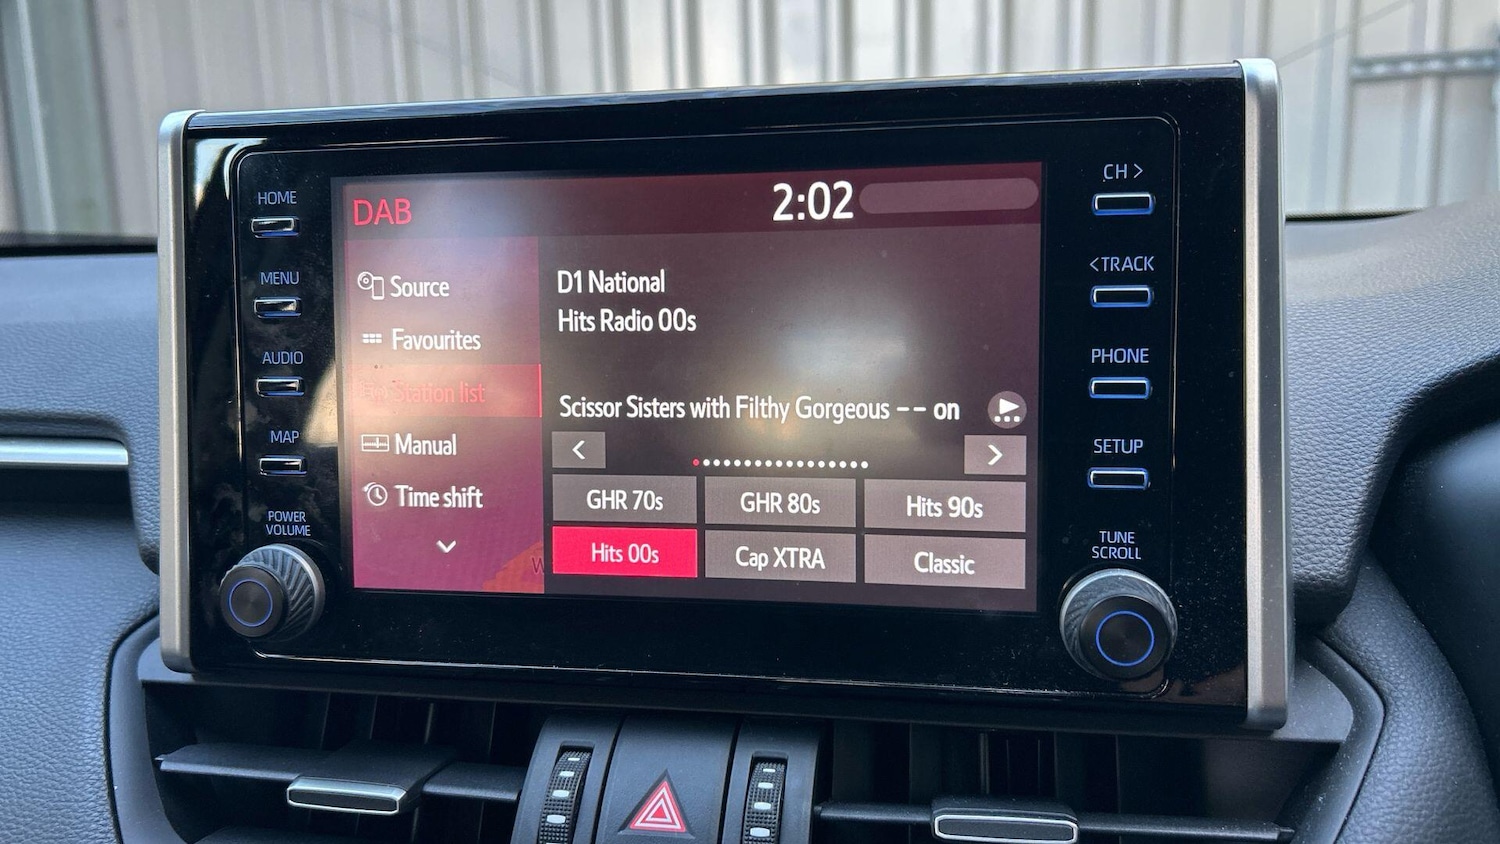 HOME
MENU
AUDIO
MAP
POWER
VOLUME
DAB
2:02
Source
Favourites
Station list
Manual
Time shift
D1 National
Hits Radio 00s
Scissor Sisters with Filthy Gorgeous -- on
<
>
GHR 70s
GHR 80s
Hits 90s
Hits 00s
Cap XTRA
Classic
CH >
<TRACK
PHONE
SETUP
TUNE
SCROLL